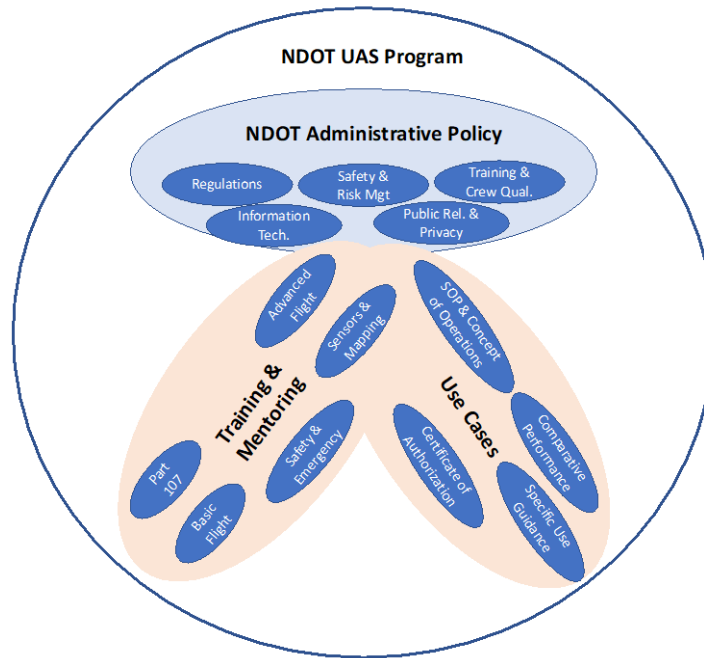 NDOT UAS Program
NDOT Administrative Policy
Regulations
Safety &
Risk Mgt
Training &
Crew Qual.
Information
Tech.
Public Rel. &
Privacy
Advanced
Flight
Sensors &
Mapping
Training &
Mentoring
Safety &
Emergency
Part
107
Basic
Flight
SOP & Concept
of Operations
Use Cases
Comparative
Performance
Certificate of
Authorization
Specific Use
Guidance